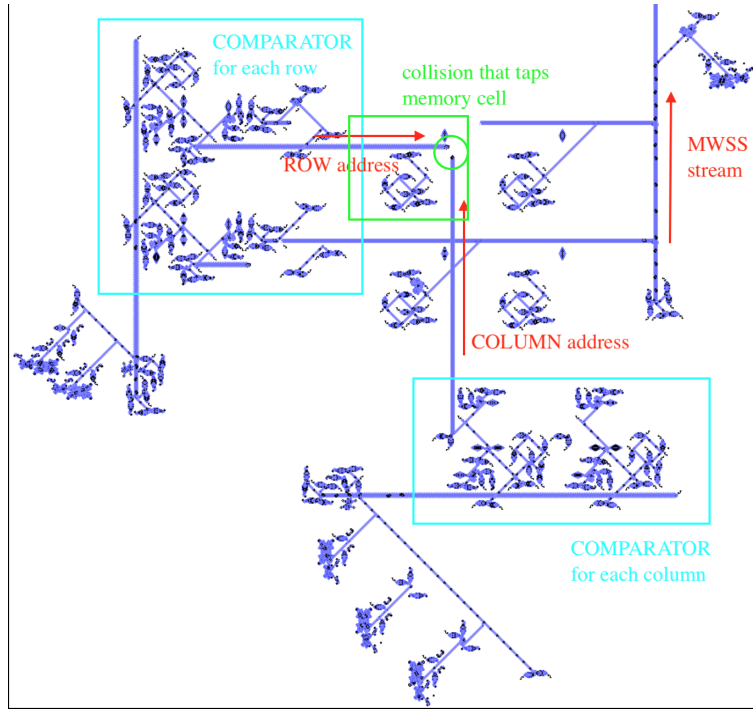 COMPARATOR
for each row
collision that taps
memory cell
ROW address
MWSS
stream
COLUMN address
COMPARATOR
for each column